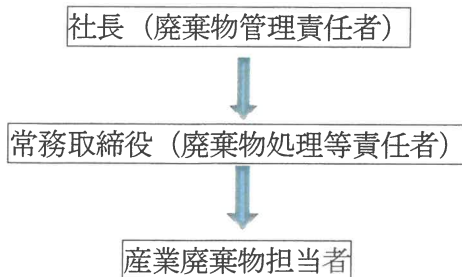 社長（廃棄物管理責任者）
常務取締役（廃棄物処理等責任者）
産業廃棄物担当者